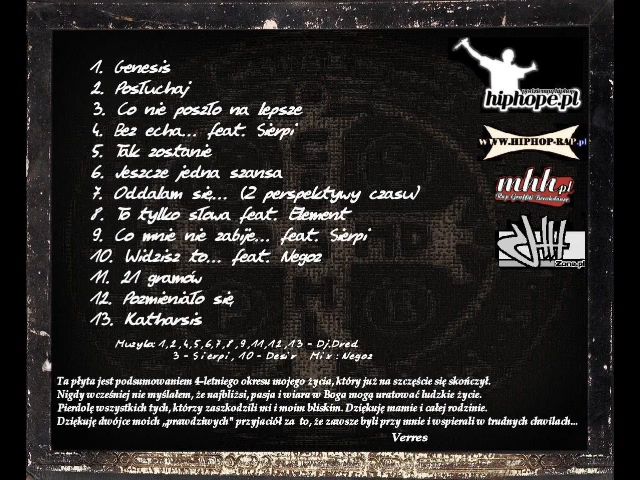 1. Genesis
2. Posłuchaj
3. Co nie poszło na lepsze
4. Bez echa... feat. Sierpi
5. Tak zostanie
6. Jeszcze jedna szansa
7. Oddalam się... (2 perspektywy czasu)
8. To tylko słowa feat. Element
9. Co mnie nie zabije... feat. Sierpi
10. Widzisz to... feat. Negoz
11. 21 gramów
12. Pozmieniało się
13. Katharsis
Muzyka 1,2,4,5,6,7,8,9,11,12,13 - Dj.Dred
3 - Sierpi, 10 - Desir Mix: Negoz
Ta płyta jest podsumowaniem 4-letniego okresu mojego życia, który już na szczęście się skończył.
Nigdy wcześniej nie myślałem, że najbliżsi, pasja i wiara w Boga mogą uratować ludzkie życie.
Pierdolę wszystkich tych, którzy zaszkodzili mi i moim bliskim. Dziękuję mamie i całej rodzinie.
Dziękuję dwójce moich „prawdziwych" przyjaciół za to, że zawsze byli przy mnie i wspierali w trudnych chwilach...
Verres
hiphope.pl
WWW.HIPHOP-RAP.pl
mhh.pl
Rap Graffiti Breakdance
Zone.pl